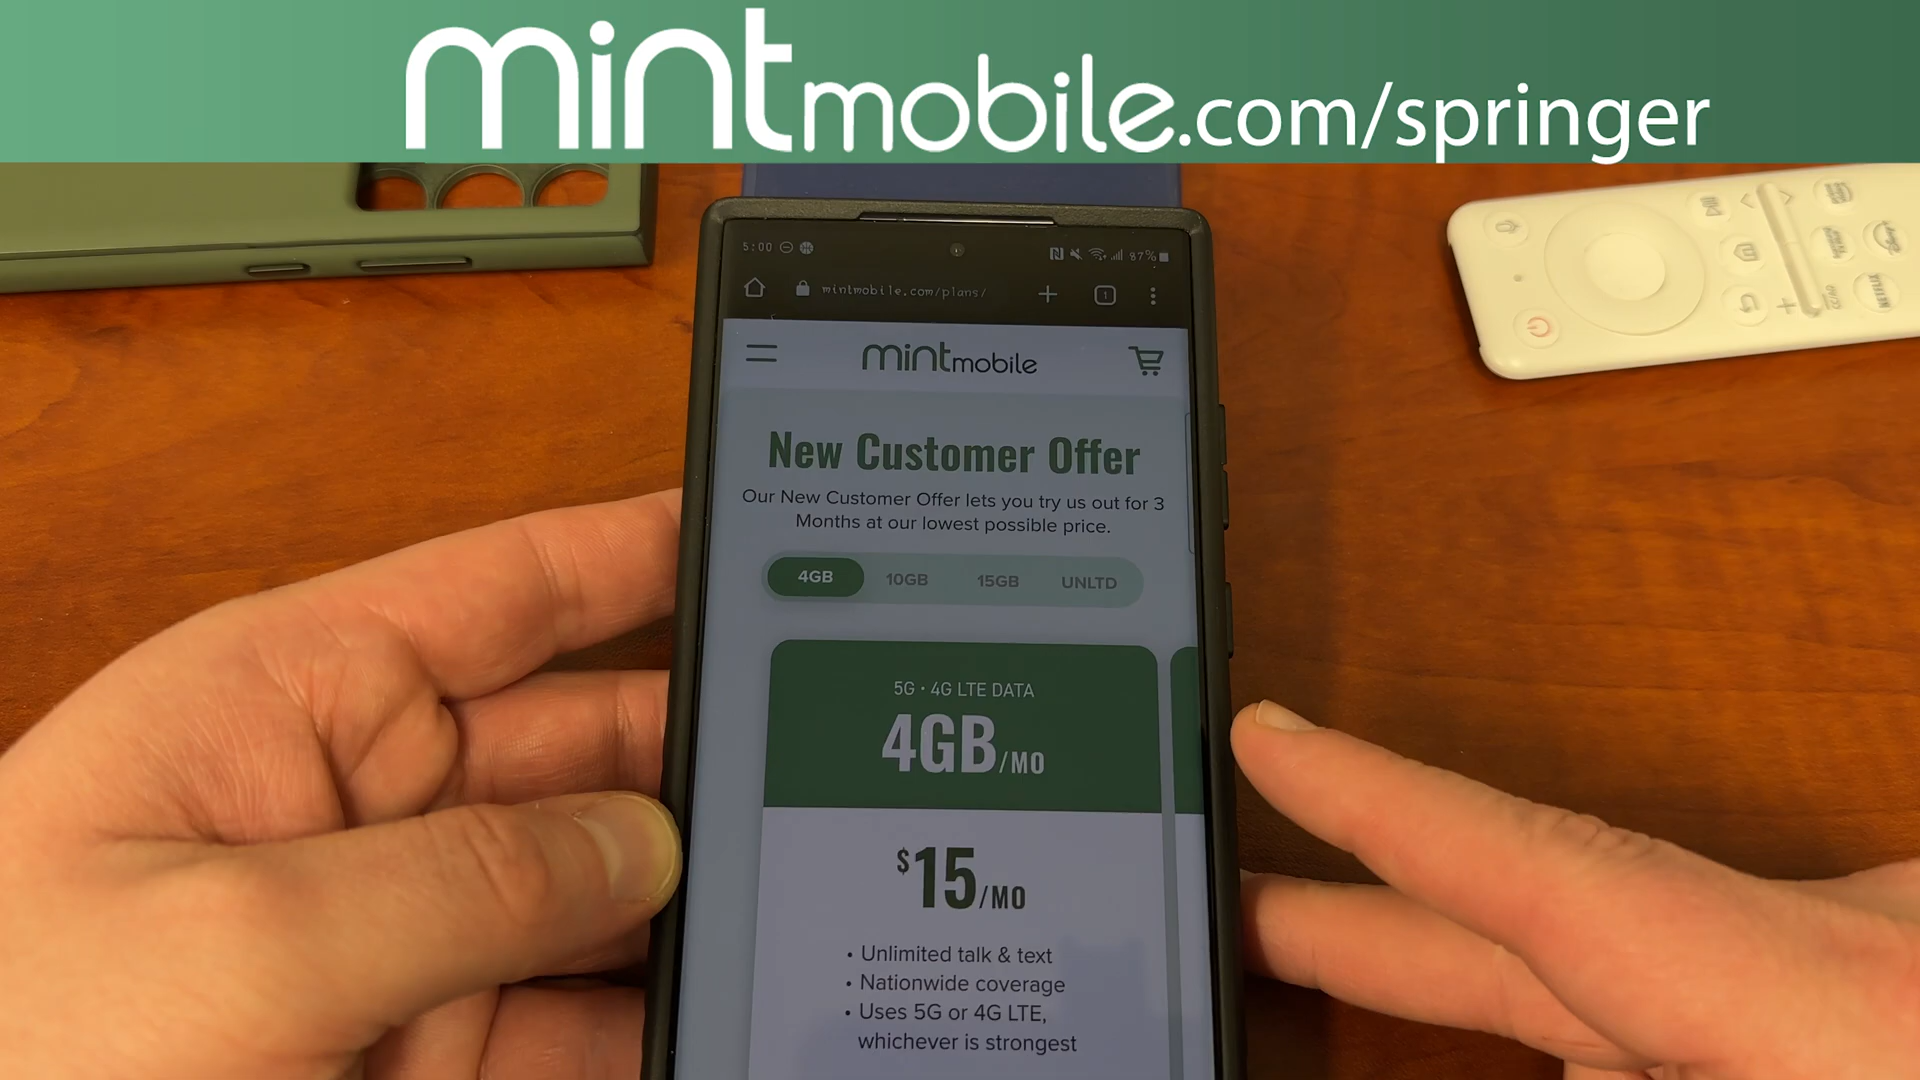 mintmobile.com/springer
5:00
87%
mintmobile.com/plans/
1
mintmobile
New Customer Offer
Our New Customer Offer lets you try us out for 3
Months at our lowest possible price.
4GB 10GB 15GB UNLTD
5G • 4G LTE DATA
4GB/MO
$15/MO
• Unlimited talk & text
• Nationwide coverage
• Uses 5G or 4G LTE,
whichever is strongest
NETFLIX